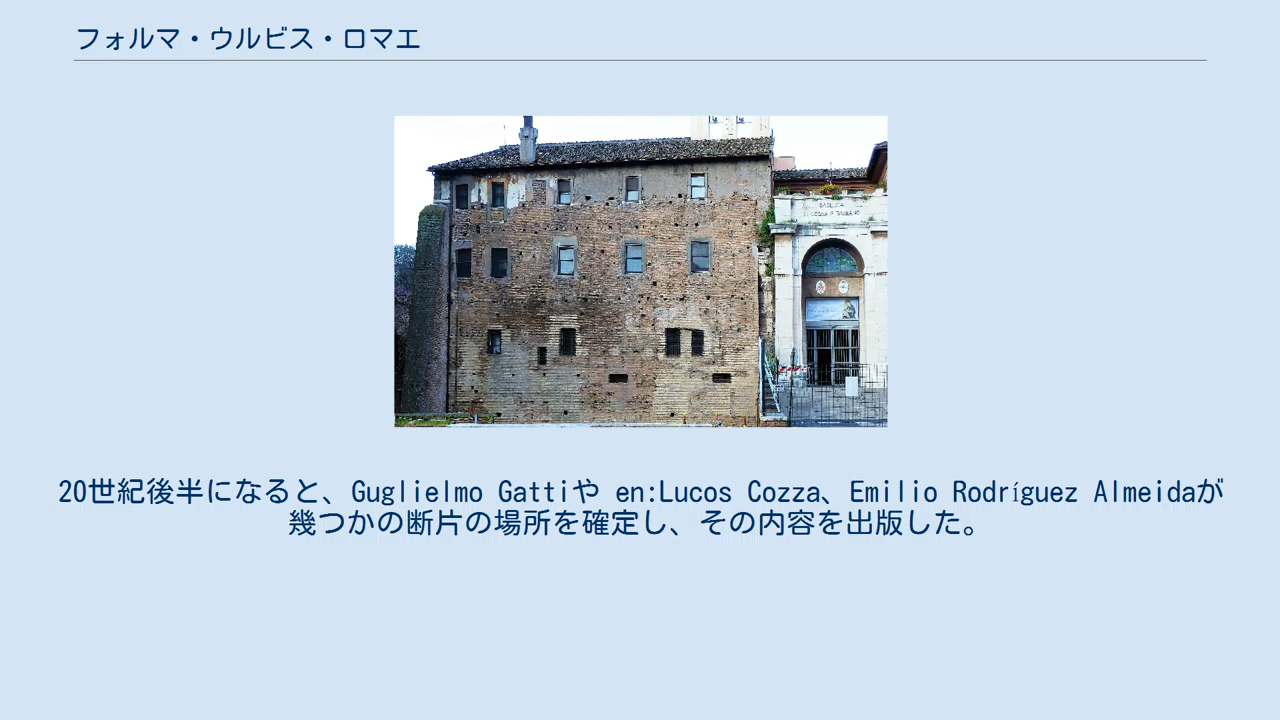 フォルマ・ウルビス・ロマエ
BASILICA
20世紀後半になると、Guglielmo Gattiや en:Lucos Cozza、Emilio Rodríguez Almeidaが
幾つかの断片の場所を確定し、その内容を出版した。